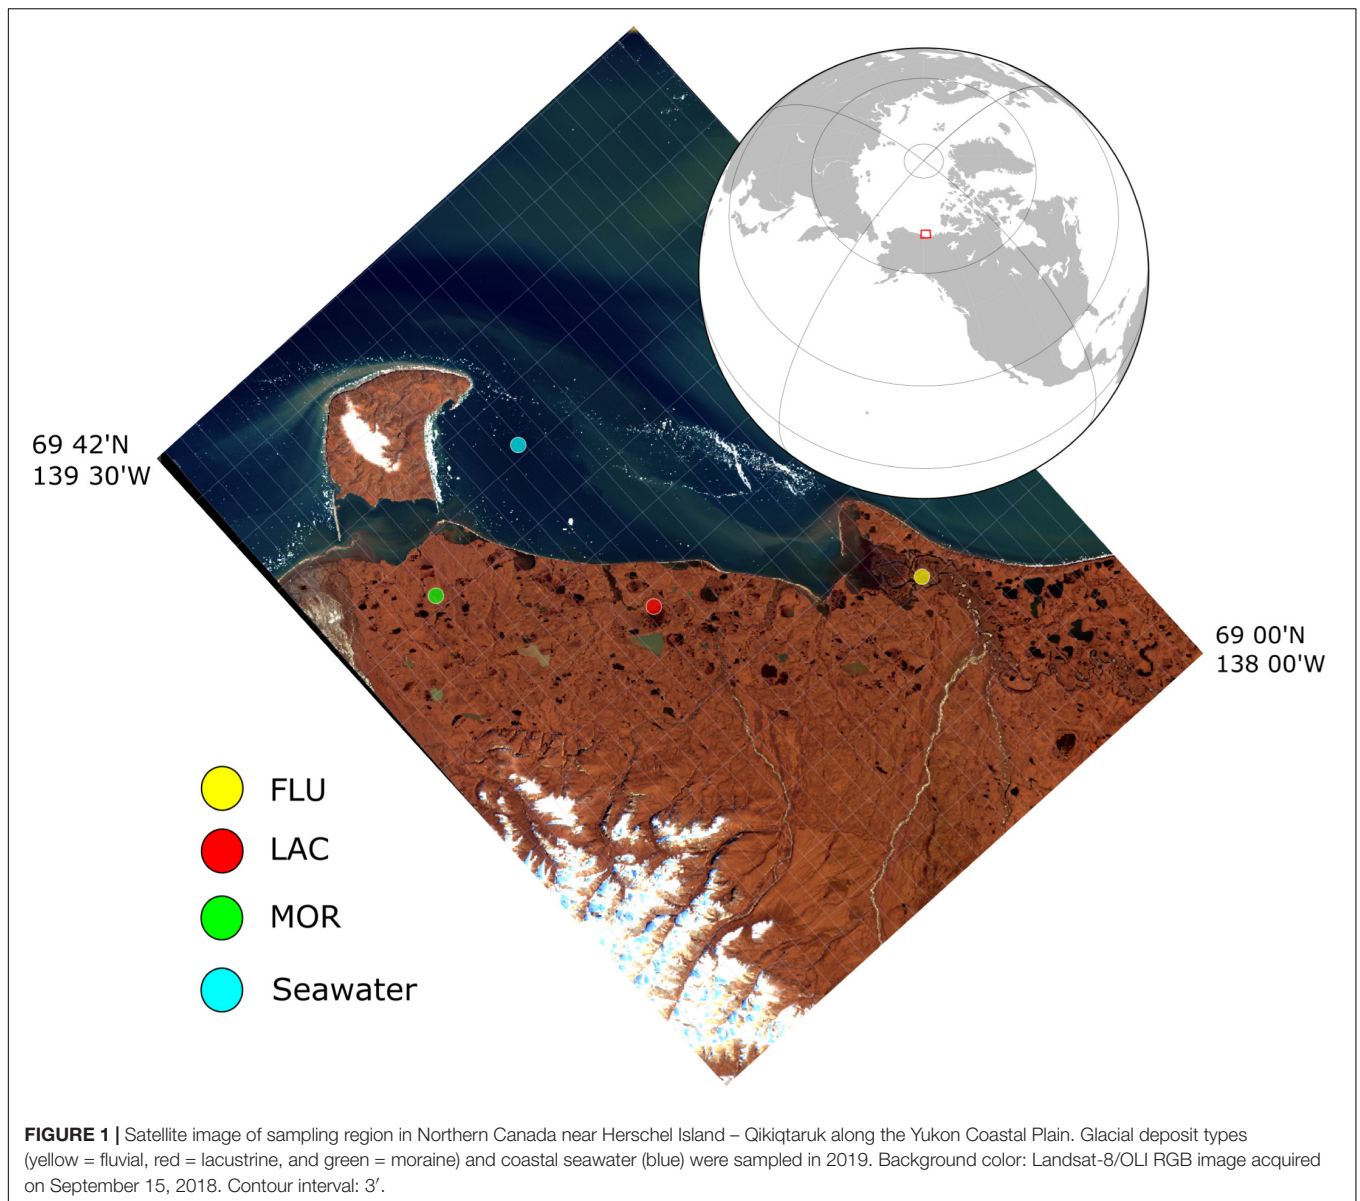 69 42'N
139 30'W
69 00'N
138 00'W
FLU
LAC
MOR
Seawater
FIGURE 1 | Satellite image of sampling region in Northern Canada near Herschel Island – Qikiqtaruk along the Yukon Coastal Plain. Glacial deposit types
(yellow = fluvial, red = lacustrine, and green = moraine) and coastal seawater (blue) were sampled in 2019. Background color: Landsat-8/OLI RGB image acquired
on September 15, 2018. Contour interval: 3′.